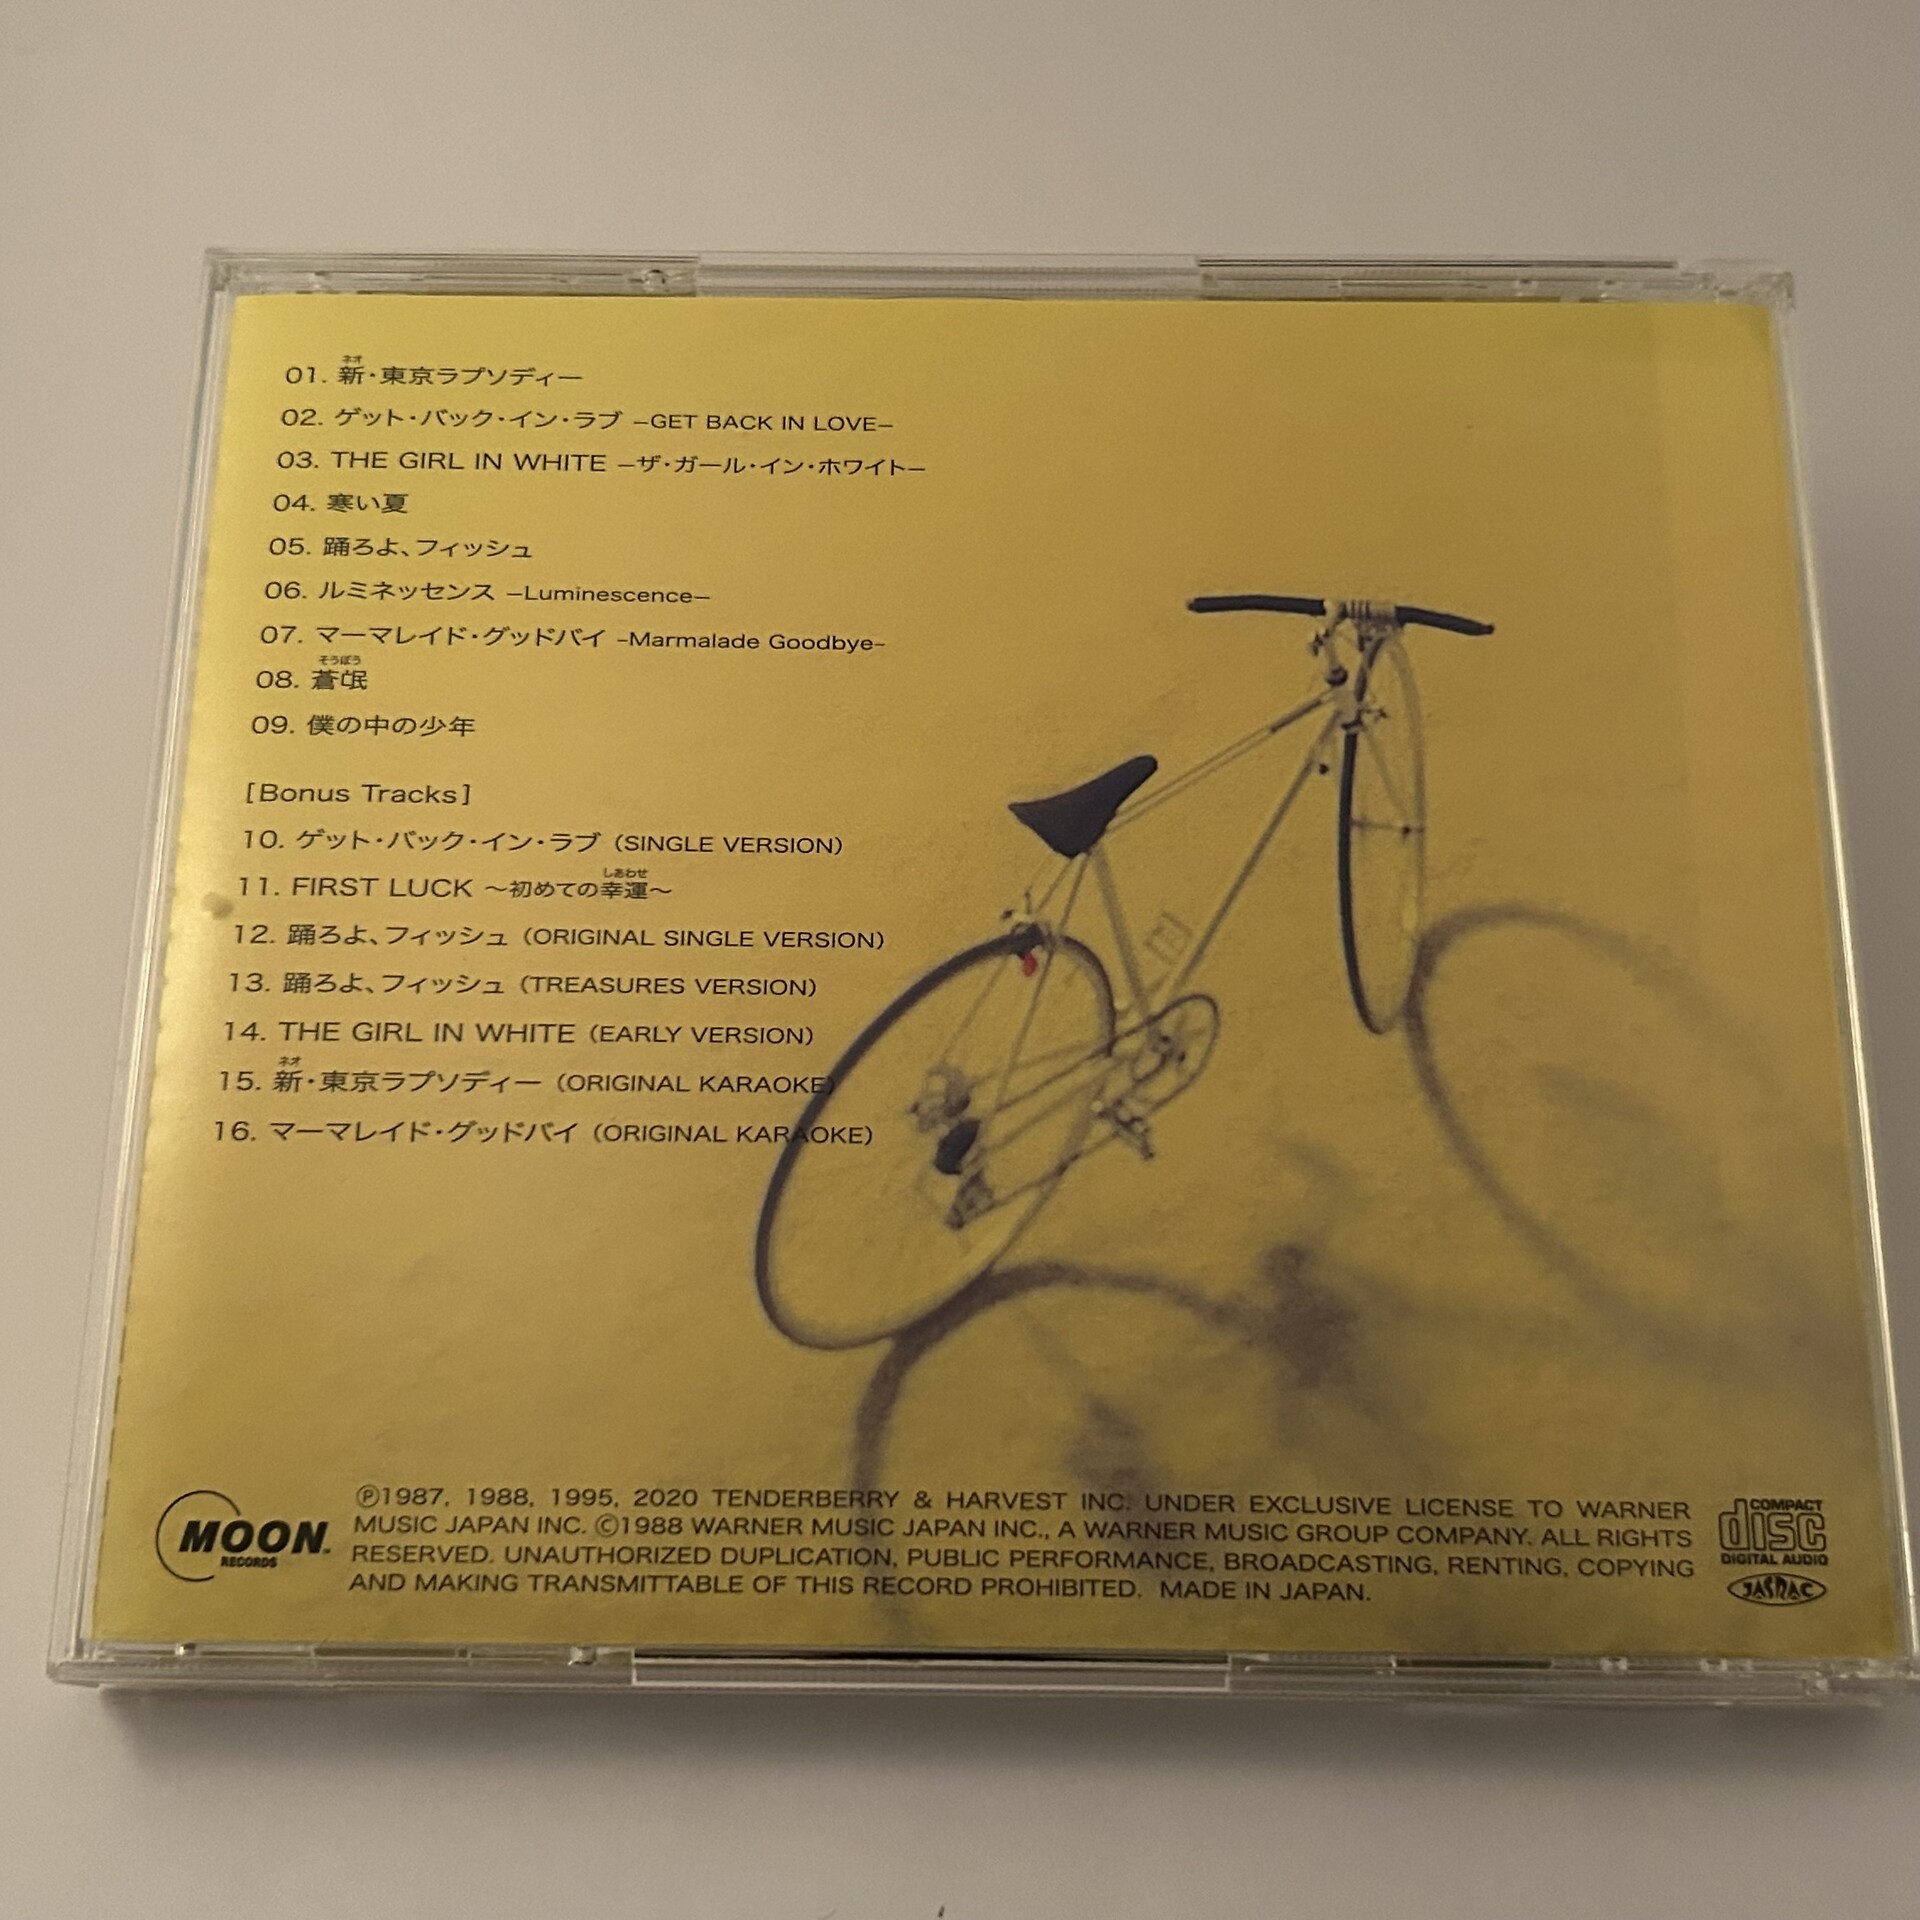 ネオ
01. 新・東京ラプソディー
02. ゲット・バック・イン・ラブ –GET BACK IN LOVE–
03. THE GIRL IN WHITE –ザ・ガール・イン・ホワイト–
04. 寒い夏
05. 踊ろよ、フィッシュ
06. ルミネッセンス –Luminescence–
07. マーマレイド・グッドバイ –Marmalade Goodbye–
そうぼう
08. 蒼氓
09. 僕の中の少年
[Bonus Tracks]
10. ゲット・バック・イン・ラブ (SINGLE VERSION)
しあわせ
11. FIRST LUCK 〜初めての幸運〜
12. 踊ろよ、フィッシュ (ORIGINAL SINGLE VERSION)
13. 踊ろよ、フィッシュ (TREASURES VERSION)
14. THE GIRL IN WHITE (EARLY VERSION)
ネオ
15. 新・東京ラプソディー (ORIGINAL KARAOKE)
16. マーマレイド・グッドバイ (ORIGINAL KARAOKE)
MOON
RECORDS
℗1987, 1988, 1995, 2020 TENDERBERRY & HARVEST INC. UNDER EXCLUSIVE LICENSE TO WARNER
MUSIC JAPAN INC. ©1988 WARNER MUSIC JAPAN INC., A WARNER MUSIC GROUP COMPANY. ALL RIGHTS
RESERVED. UNAUTHORIZED DUPLICATION, PUBLIC PERFORMANCE, BROADCASTING, RENTING, COPYING
AND MAKING TRANSMITTABLE OF THIS RECORD PROHIBITED. MADE IN JAPAN.
COMPACT
disc
DIGITAL AUDIO
JASRAC